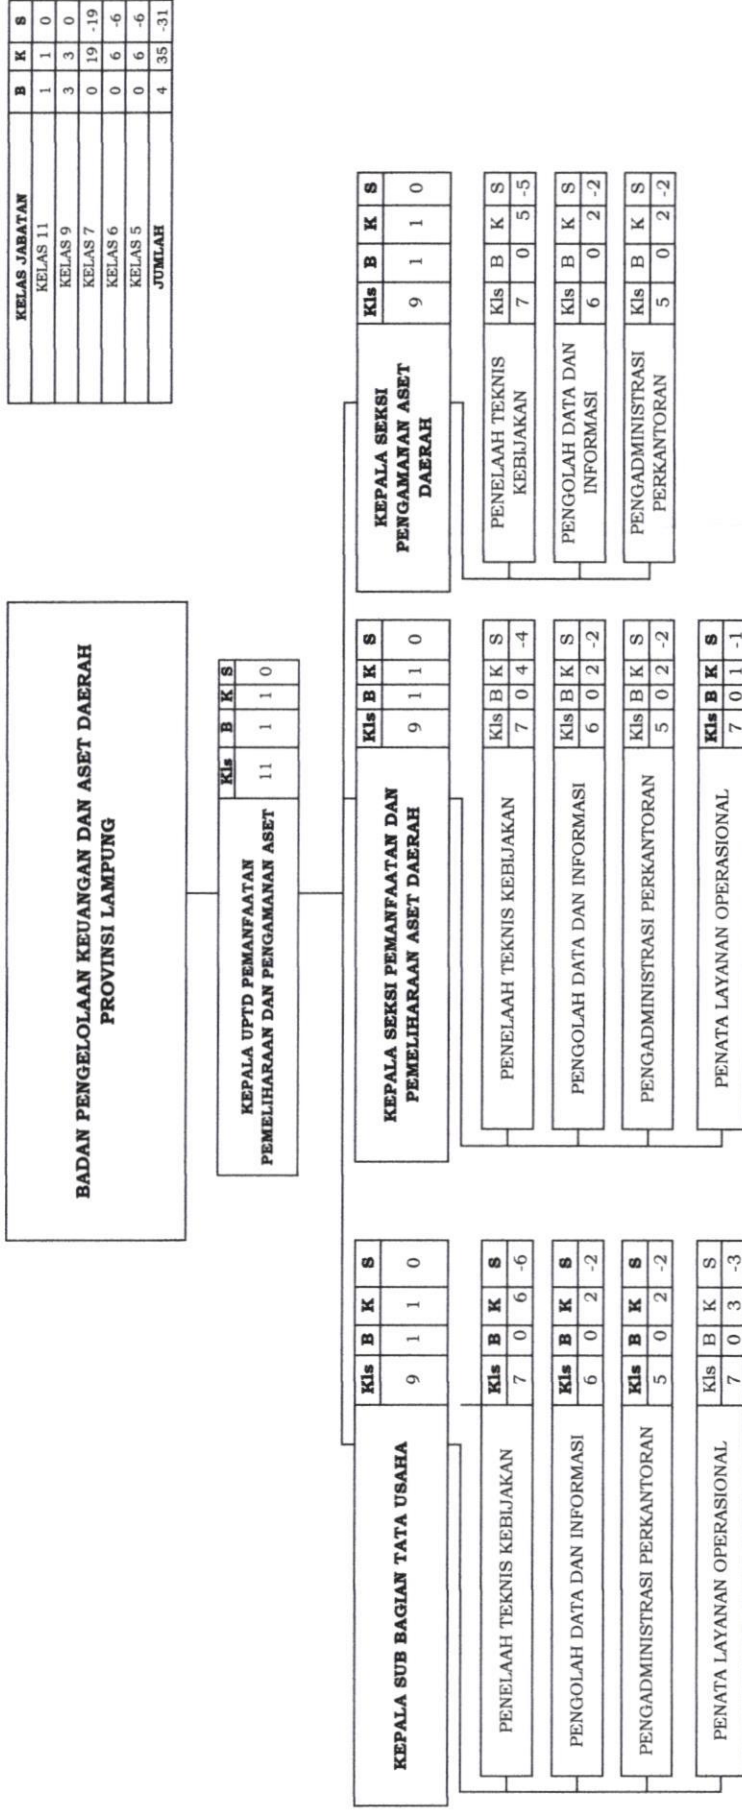 BADAN PENGELOLAAN KEUANGAN DAN ASET DAERAH
PROVINSI LAMPUNG
KELAS JABATAN B K S
KELAS 11 1 1 0
KELAS 9 3 3 0
KELAS 7 0 19 -19
KELAS 6 0 6 -6
KELAS 5 0 6 -6
JUMLAH 4 35 -31
KEPALA UPTD PEMANFAATAN
PEMELIHARAAN DAN PENGAMANAN ASET
Kls B K S
11 1 1 0
KEPALA SUB BAGIAN TATA USAHA
Kls B K S
9 1 1 0
PENELAAH TEKNIS KEBIJAKAN
Kls B K S
7 0 6 -6
PENGOLAH DATA DAN INFORMASI
Kls B K S
6 0 2 -2
PENGADMINISTRASI PERKANTORAN
Kls B K S
5 0 2 -2
PENATA LAYANAN OPERASIONAL
Kls B K S
7 0 3 -3
KEPALA SEKSI PEMANFAATAN DAN
PEMELIHARAAN ASET DAERAH
Kls B K S
9 1 1 0
PENELAAH TEKNIS KEBIJAKAN
Kls B K S
7 0 4 -4
PENGOLAH DATA DAN INFORMASI
Kls B K S
6 0 2 -2
PENGADMINISTRASI PERKANTORAN
Kls B K S
5 0 2 -2
PENATA LAYANAN OPERASIONAL
Kls B K S
7 0 1 -1
KEPALA SEKSI
PENGAMANAN ASET
DAERAH
Kls B K S
9 1 1 0
PENELAAH TEKNIS
KEBIJAKAN
Kls B K S
7 0 5 -5
PENGOLAH DATA DAN
INFORMASI
Kls B K S
6 0 2 -2
PENGADMINISTRASI
PERKANTORAN
Kls B K S
5 0 2 -2